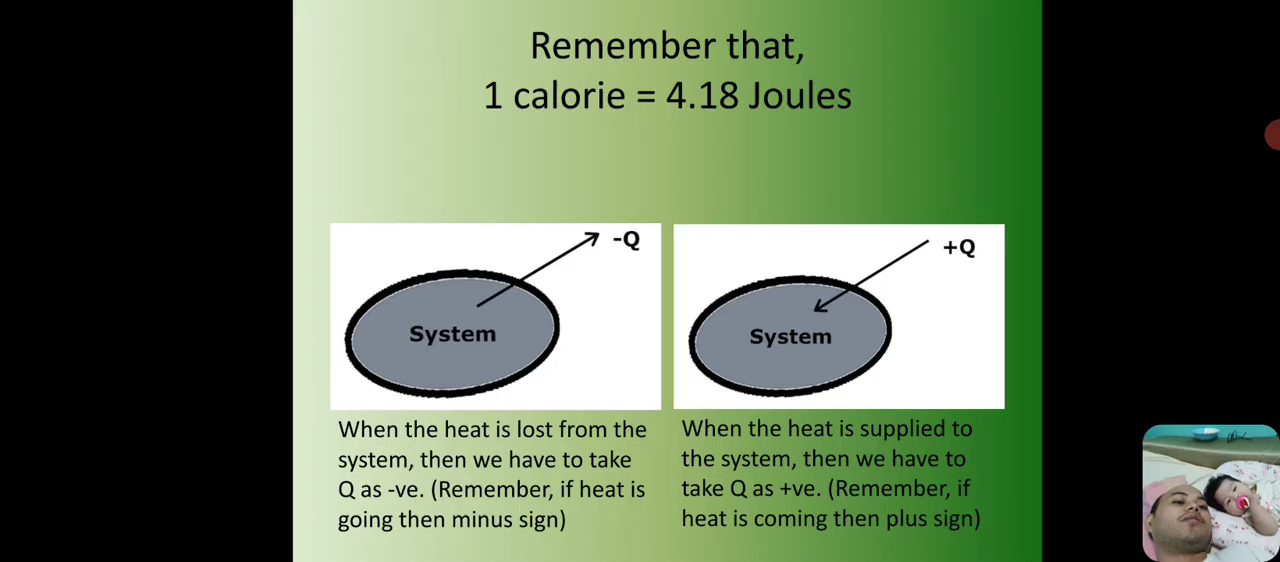 Remember that,
1 calorie = 4.18 Joules
-Q
System
When the heat is lost from the
system, then we have to take
Q as -ve. (Remember, if heat is
going then minus sign)
+Q
System
When the heat is supplied to
the system, then we have to
take Q as +ve. (Remember, if
heat is coming then plus sign)